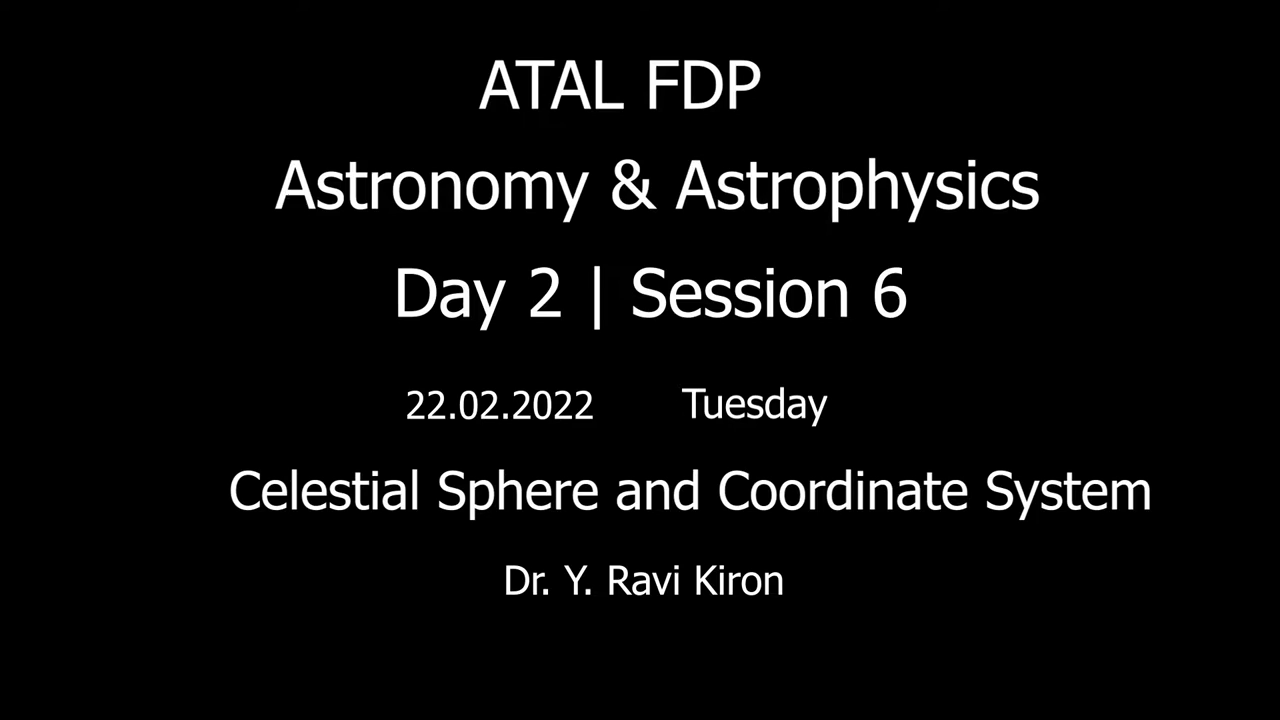 ATAL FDP
Astronomy & Astrophysics
Day 2 | Session 6
22.02.2022 Tuesday
Celestial Sphere and Coordinate System
Dr. Y. Ravi Kiron